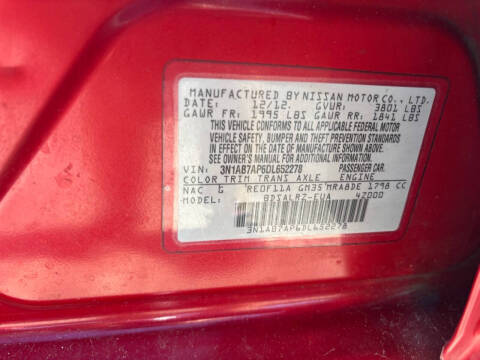 MANUFACTURED BY NISSAN MOTOR CO., LTD.
DATE: 12/12. GVWR: 3801 LBS
GAWR FR: 1995 LBS GAWR RR: 1841 LBS
THIS VEHICLE CONFORMS TO ALL APPLICABLE FEDERAL MOTOR
VEHICLE SAFETY, BUMPER AND THEFT PREVENTION STANDARDS
IN EFFECT ON THE DATE OF MANUFACTURE SHOWN ABOVE.
SEE OWNER'S MANUAL FOR ADDITIONAL INFORMATION.
VIN: 3N1AB7AP6DL652278 PASSENGER CAR.
COLOR TRIM TRANS AXLE ENGINE
NAC G RE0F11A GM35 MRA8DE 1798 CC
MODEL: BDSALRZ-EUA 42000
3N1AB7AP6DL652278